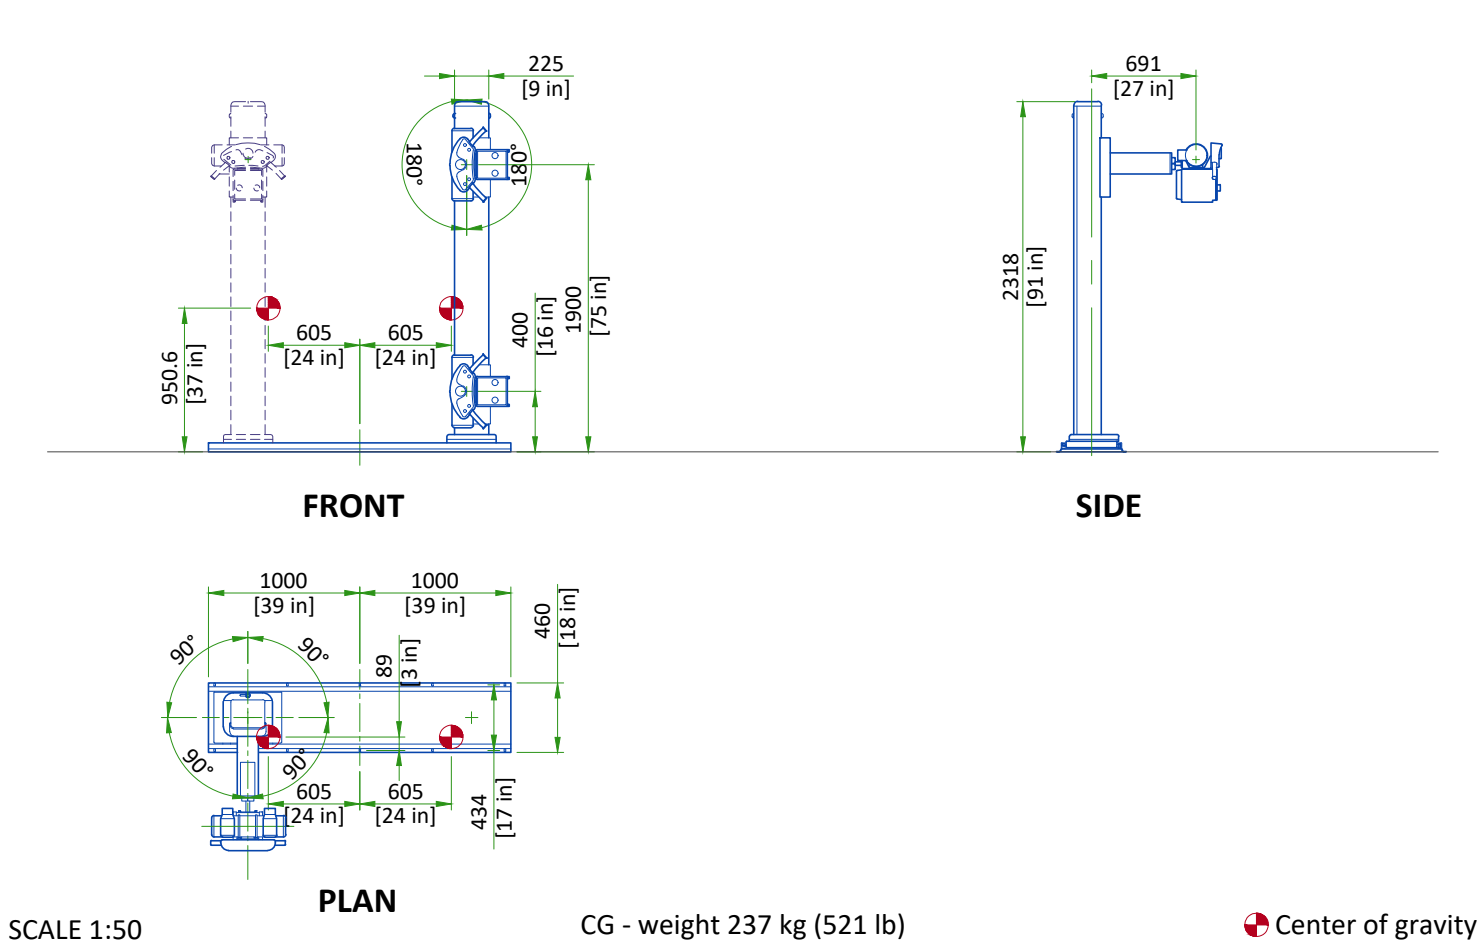 225
[9 in]
691
[27 in]
180°
180°
2318
[91 in]
1900
[75 in]
400
[16 in]
605
[24 in]
605
[24 in]
950.6
[37 in]
FRONT
SIDE
1000
[39 in]
1000
[39 in]
460
[18 in]
90°
90°
89
[3 in]
90°
90°
605
[24 in]
605
[24 in]
434
[17 in]
PLAN
SCALE 1:50
CG - weight 237 kg (521 lb)
Center of gravity